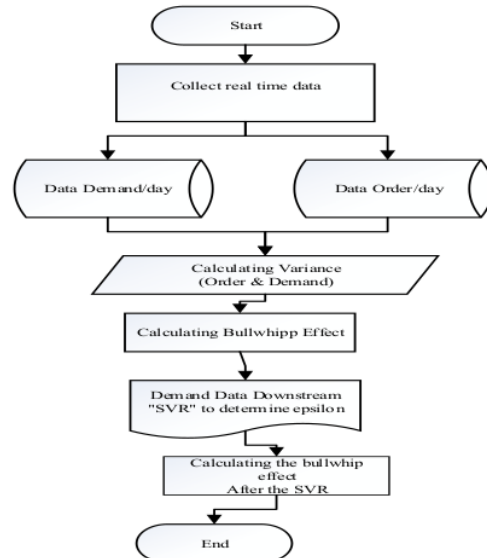 Start
Collect real time data
Data Demand/day
Data Order/day
Calculating Variance
(Order & Demand)
Calculating Bullwhipp Effect
Demand Data Downstream
"SVR" to determine epsilon
Calculating the bullwhip
effect
After the SVR
End